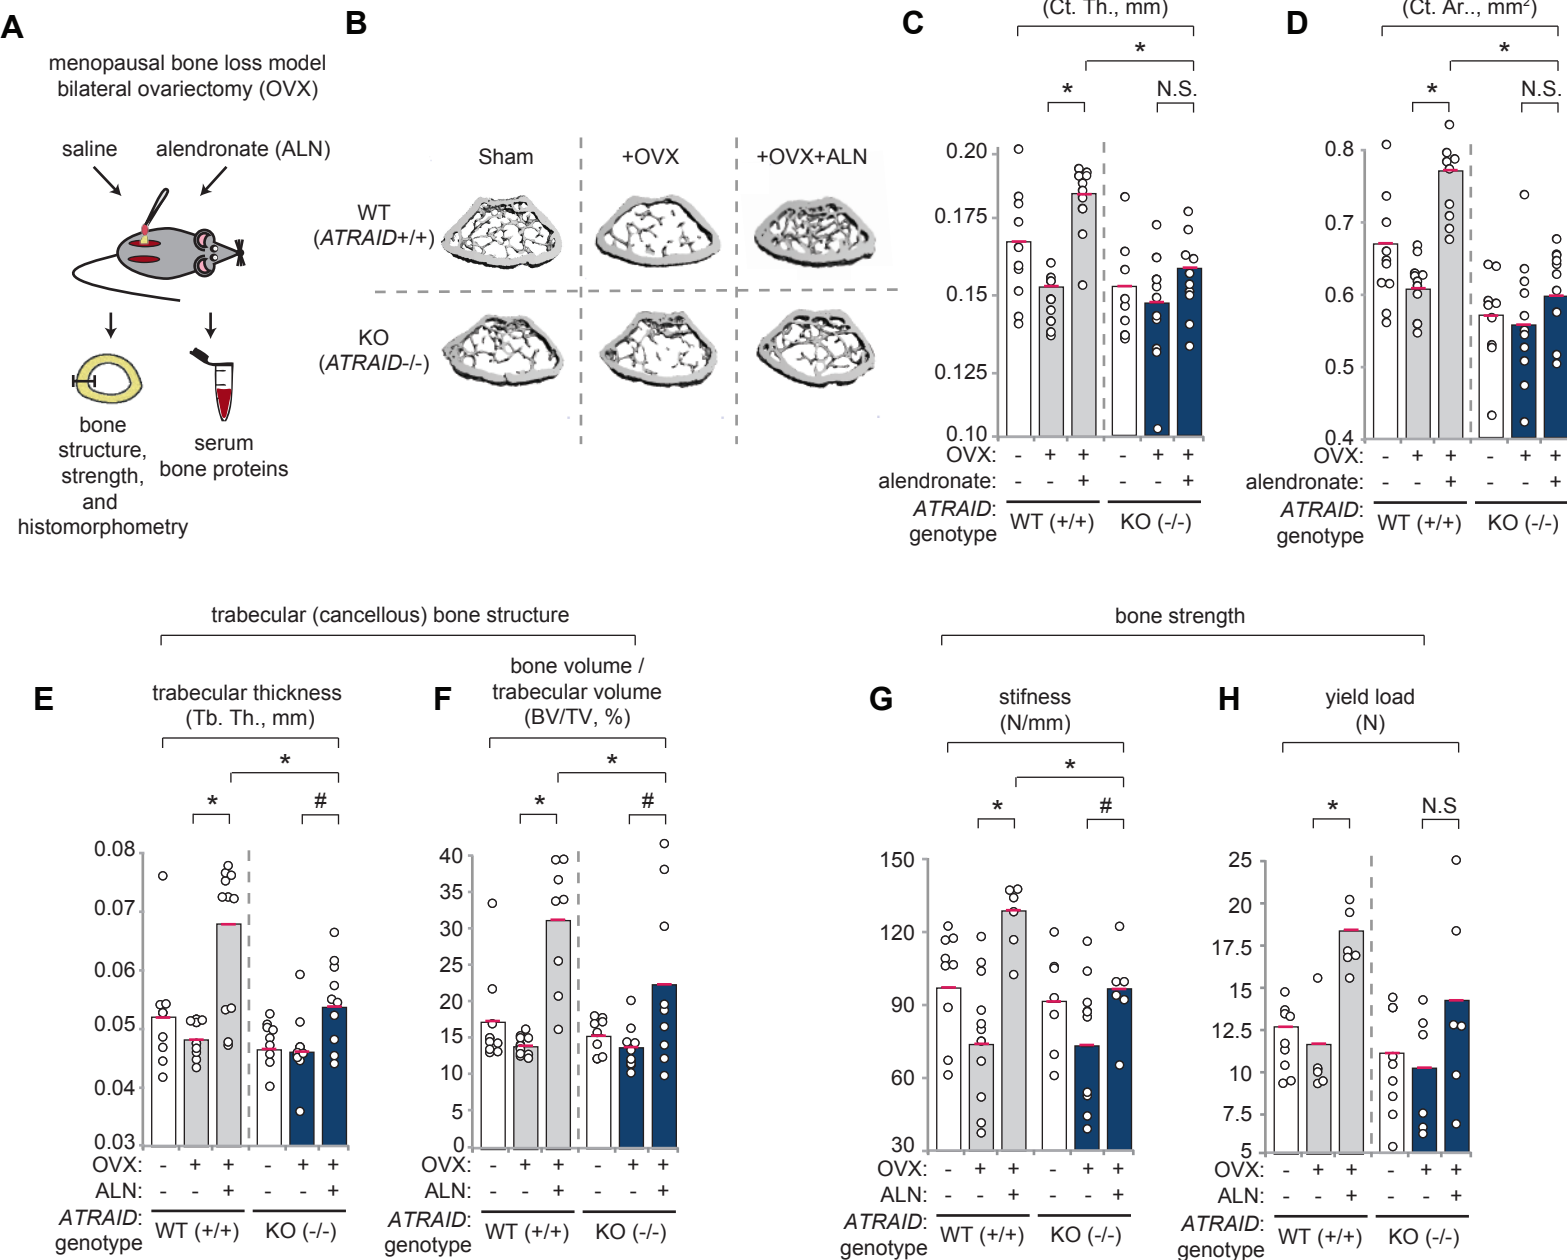 A
menopausal bone loss model
bilateral ovariectomy (OVX)
saline
alendronate (ALN)
bone
structure,
strength,
and
histomorphometry
serum
bone proteins
B
Sham
+OVX
+OVX+ALN
WT
(ATRAID+/+)
KO
(ATRAID-/-)
C
(Ct. Th., mm)
*
* N.S.
0.20
0.175
0.15
0.125
0.10
OVX: - + + - + +
alendronate: - - + - - +
ATRAID:
genotype
WT (+/+) KO (-/-)
D
(Ct. Ar.., mm²)
*
* N.S.
0.8
0.7
0.6
0.5
0.4
OVX: - + + - + +
alendronate: - - + - - +
ATRAID:
genotype
WT (+/+) KO (-/-)
trabecular (cancellous) bone structure
E
trabecular thickness
(Tb. Th., mm)
*
* #
0.08
0.07
0.06
0.05
0.04
0.03
OVX: - + + - + +
ALN: - - + - - +
ATRAID:
genotype
WT (+/+) KO (-/-)
F
bone volume /
trabecular volume
(BV/TV, %)
*
* #
40
35
30
25
20
15
10
5
0
OVX: - + + - + +
ALN: - - + - - +
ATRAID:
genotype
WT (+/+) KO (-/-)
bone strength
G
stifness
(N/mm)
*
* #
150
120
90
60
30
OVX: - + + - + +
ALN: - - + - - +
ATRAID:
genotype
WT (+/+) KO (-/-)
H
yield load
(N)
* N.S
25
20
17.5
15
12.5
10
7.5
5
OVX: - + + - + +
ALN: - - + - - +
ATRAID:
genotype
WT (+/+) KO (-/-)